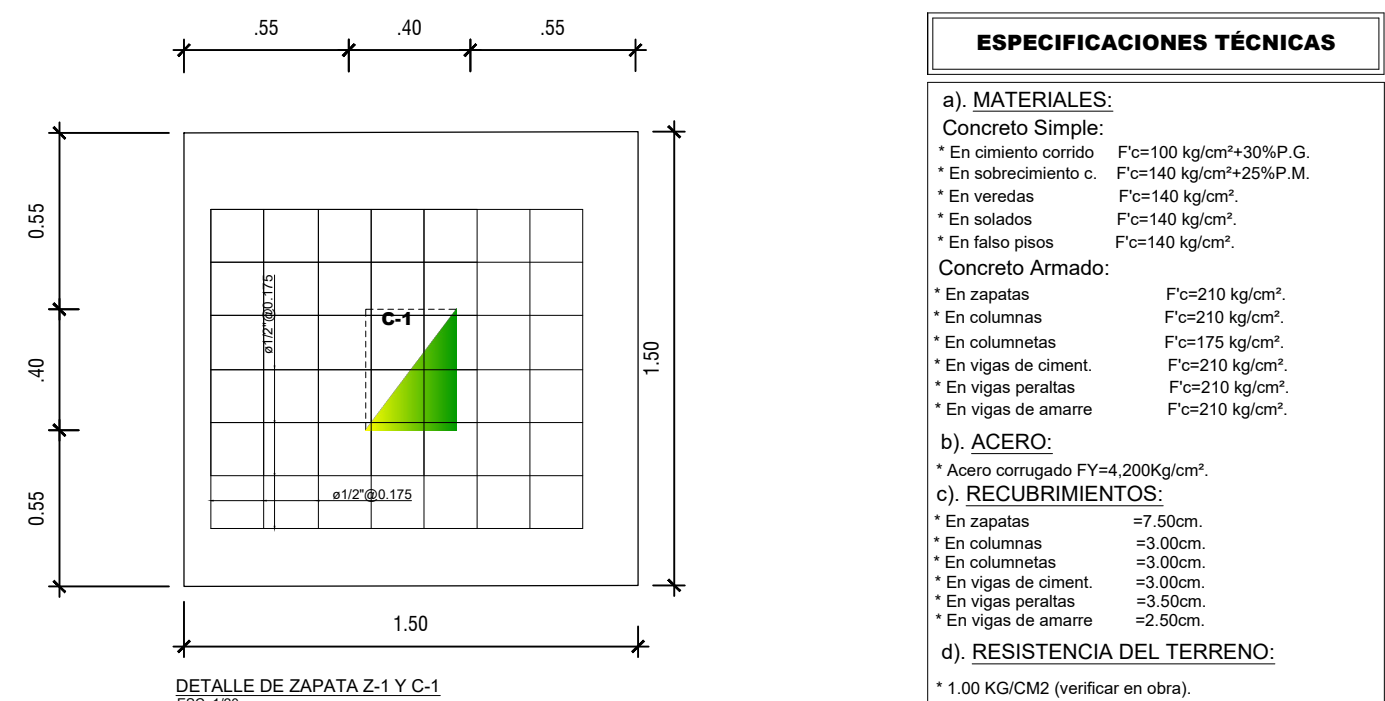 .55 .40 .55
0.55
.40
0.55
C-1
ø1/2"@0.175
ø1/2"@0.175
1.50
1.50
DETALLE DE ZAPATA Z-1 Y C-1
ESPECIFICACIONES TÉCNICAS
a). MATERIALES:
Concreto Simple:
* En cimiento corrido F'c=100 kg/cm²+30%P.G.
* En sobrecimiento c. F'c=140 kg/cm²+25%P.M.
* En veredas F'c=140 kg/cm².
* En solados F'c=140 kg/cm².
* En falso pisos F'c=140 kg/cm².
Concreto Armado:
* En zapatas F'c=210 kg/cm².
* En columnas F'c=210 kg/cm².
* En columnetas F'c=175 kg/cm².
* En vigas de ciment. F'c=210 kg/cm².
* En vigas peraltas F'c=210 kg/cm².
* En vigas de amarre F'c=210 kg/cm².
b). ACERO:
* Acero corrugado FY=4,200Kg/cm².
c). RECUBRIMIENTOS:
* En zapatas =7.50cm.
* En columnas =3.00cm.
* En columnetas =3.00cm.
* En vigas de ciment. =3.00cm.
* En vigas peraltas =3.50cm.
* En vigas de amarre =2.50cm.
d). RESISTENCIA DEL TERRENO:
* 1.00 KG/CM2 (verificar en obra).